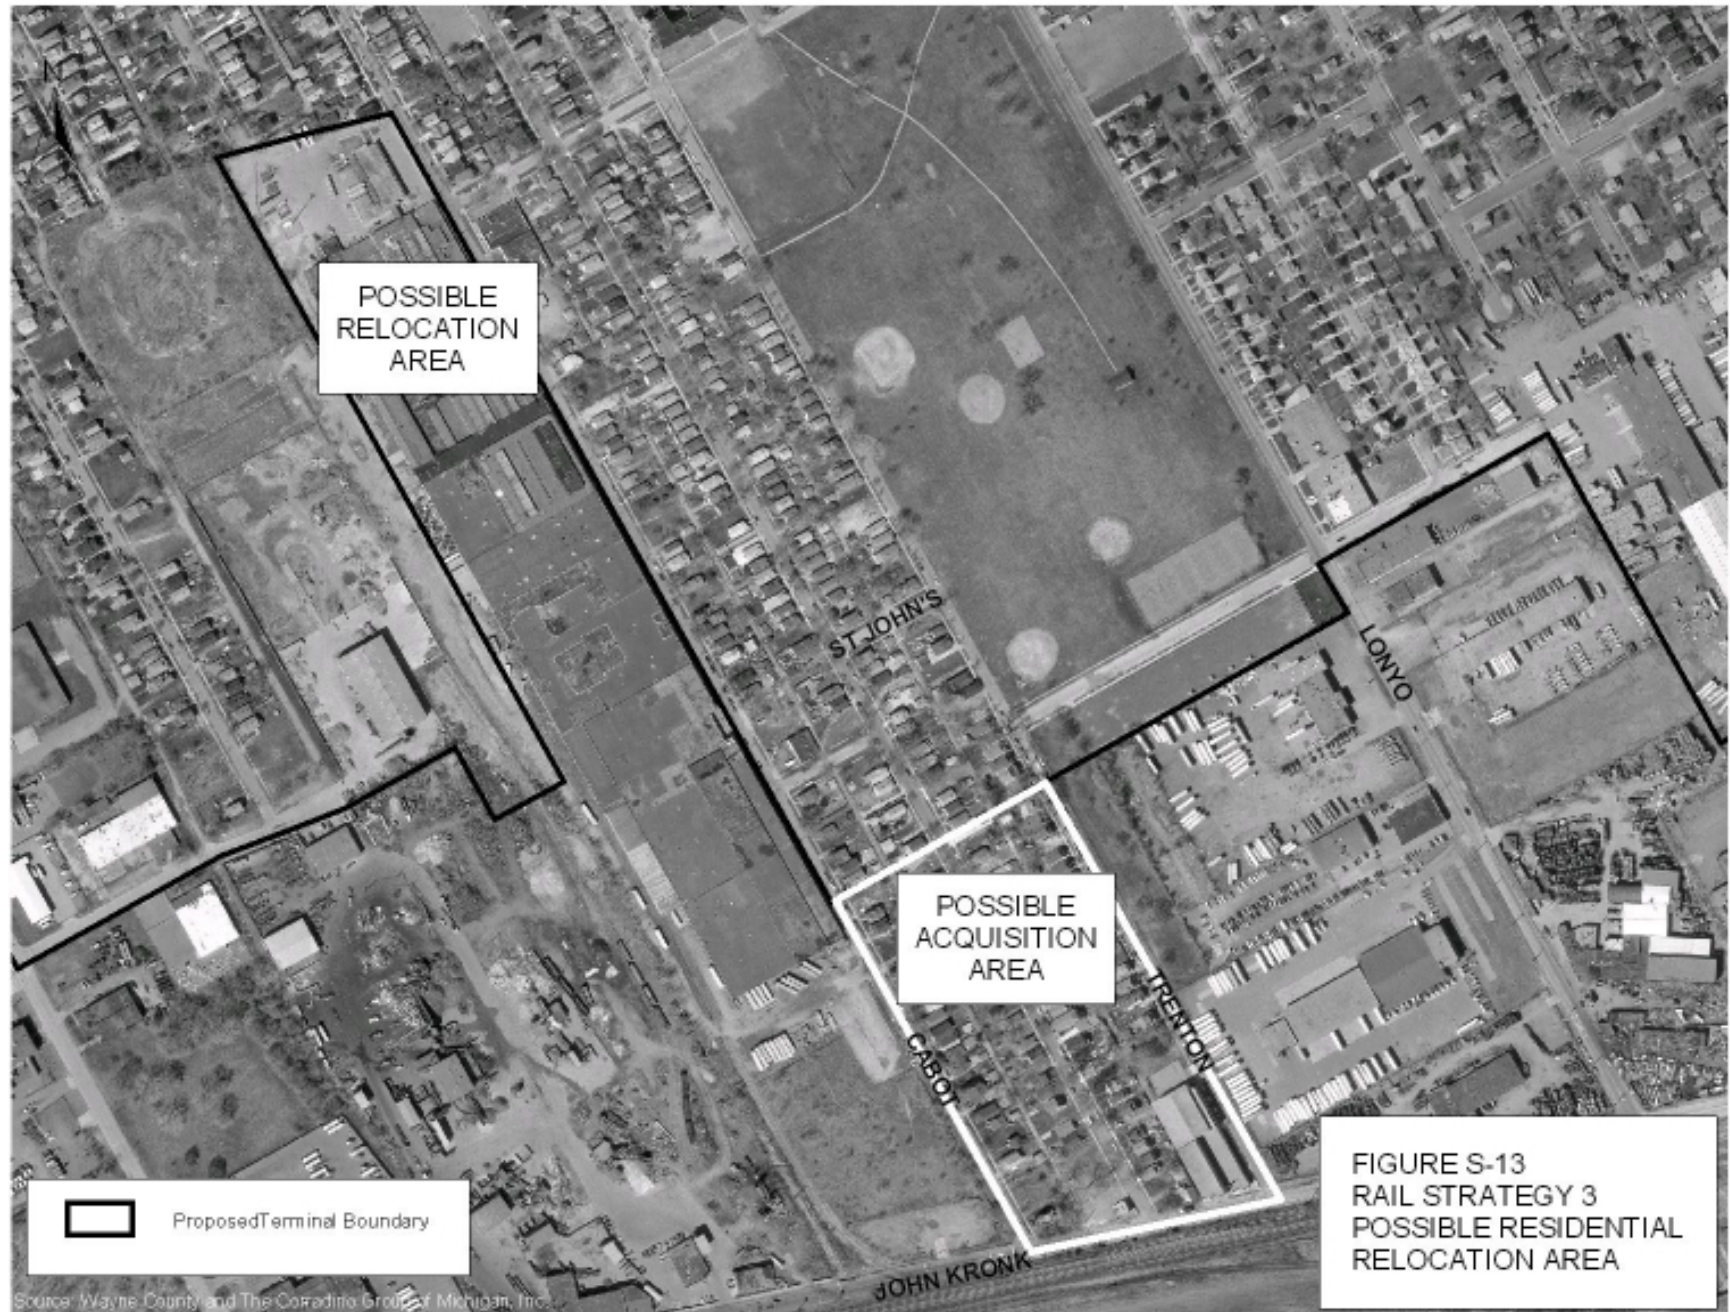 N
POSSIBLE
RELOCATION
AREA
ST.JOHN'S
LONYO
POSSIBLE
ACQUISITION
AREA
TRENTON
CABOT
JOHN KRONK
ProposedTerminal Boundary
FIGURE S-13
RAIL STRATEGY 3
POSSIBLE RESIDENTIAL
RELOCATION AREA
Source: Wayne County and The Corradino Group of Michigan, Inc.